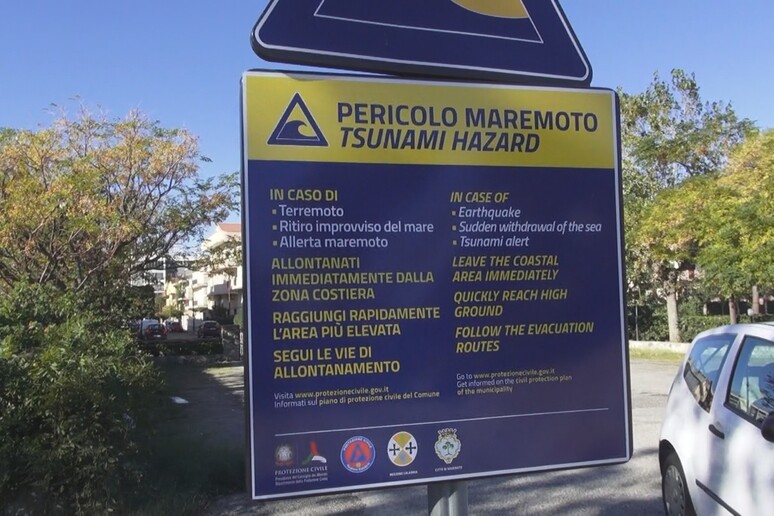 PERICOLO MAREMOTO
TSUNAMI HAZARD
IN CASO DI
▪ Terremoto
▪ Ritiro improvviso del mare
▪ Allerta maremoto
ALLONTANATI
IMMEDIATAMENTE DALLA
ZONA COSTIERA
RAGGIUNGI RAPIDAMENTE
L'AREA PIÙ ELEVATA
SEGUI LE VIE DI
ALLONTANAMENTO
Visita www.protezionecivile.gov.it
Informati sul piano di protezione civile del Comune
IN CASE OF
▪ Earthquake
▪ Sudden withdrawal of the sea
▪ Tsunami alert
LEAVE THE COASTAL
AREA IMMEDIATELY
QUICKLY REACH HIGH
GROUND
FOLLOW THE EVACUATION
ROUTES
Go to www.protezionecivile.gov.it
Get informed on the civil protection plan
of the municipality
PROTEZIONE CIVILE